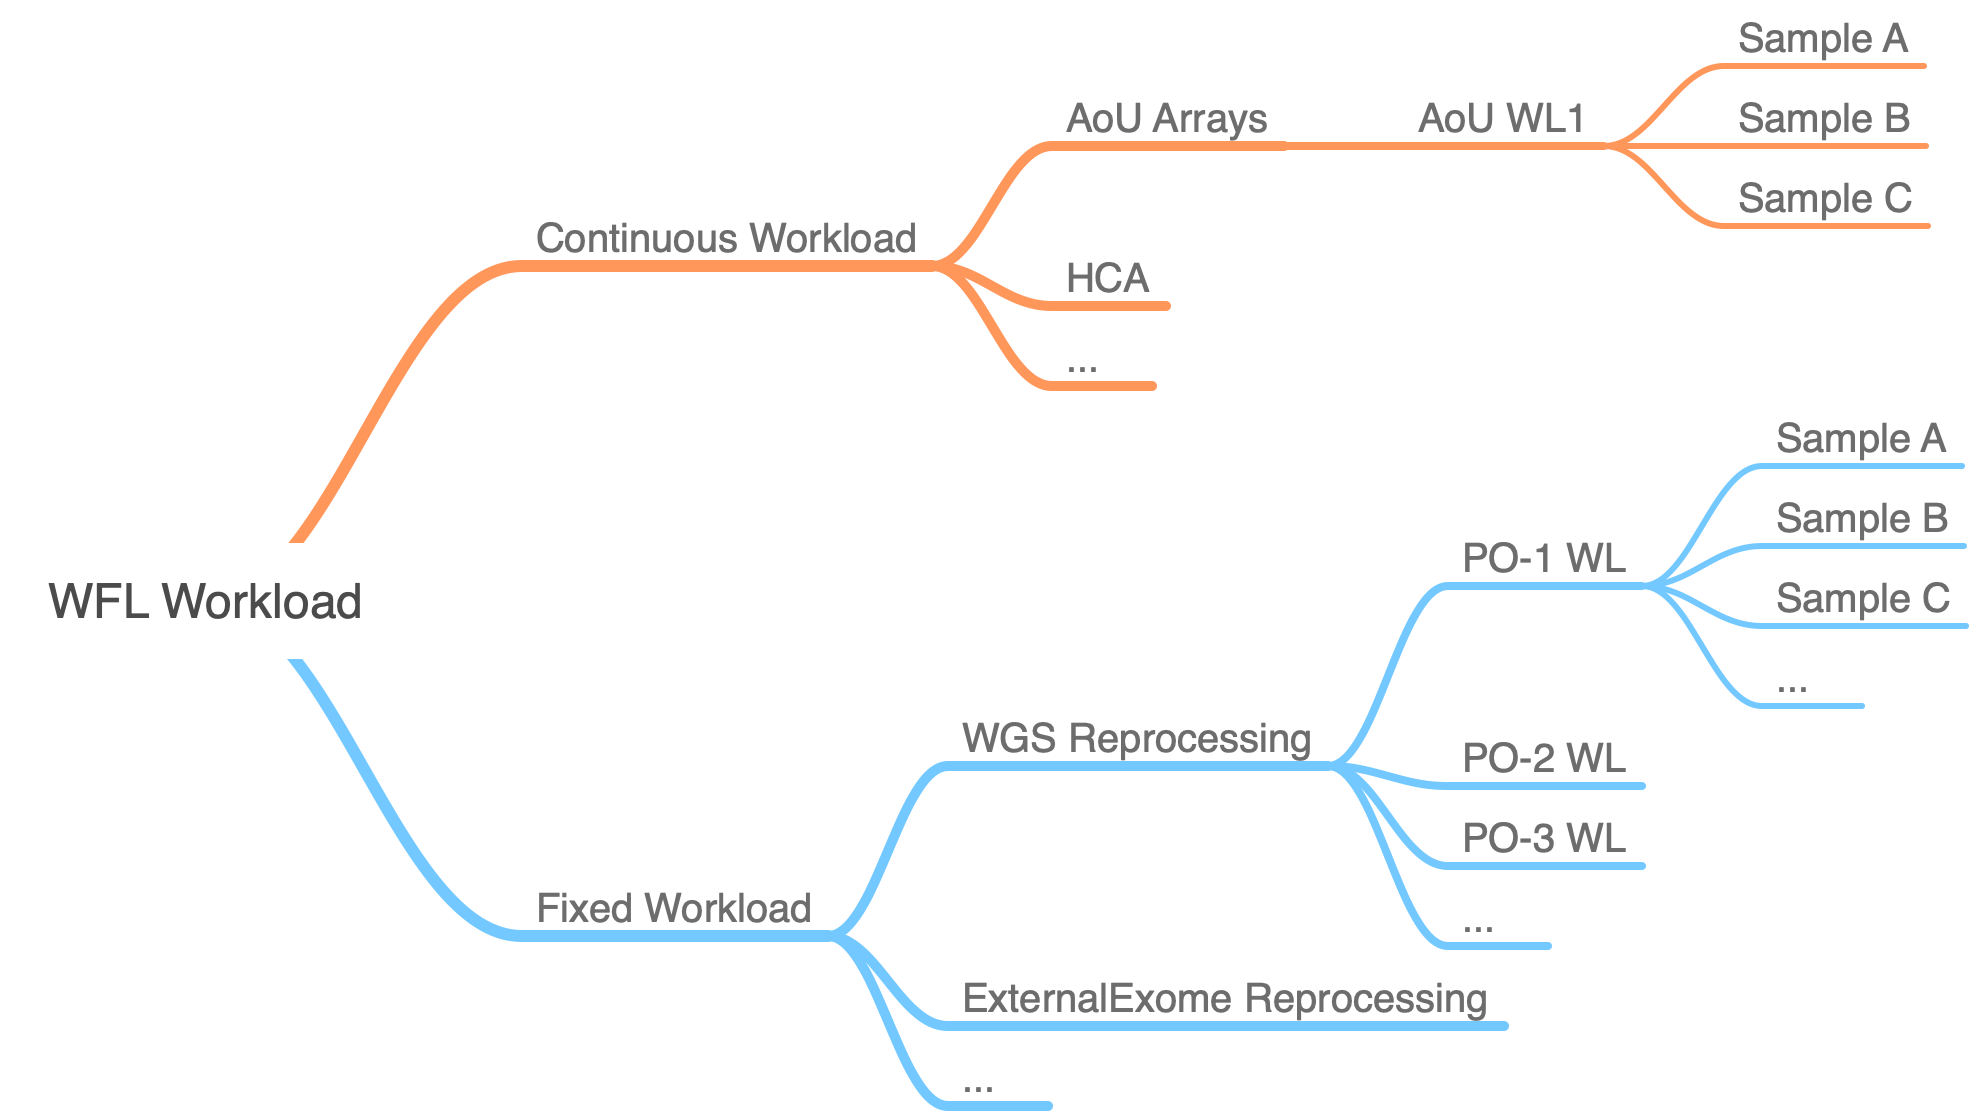 WFL Workload
Continuous Workload
AoU Arrays
AoU WL1
Sample A
Sample B
Sample C
HCA
...
Fixed Workload
WGS Reprocessing
PO-1 WL
Sample A
Sample B
Sample C
...
PO-2 WL
PO-3 WL
...
ExternalExome Reprocessing
...